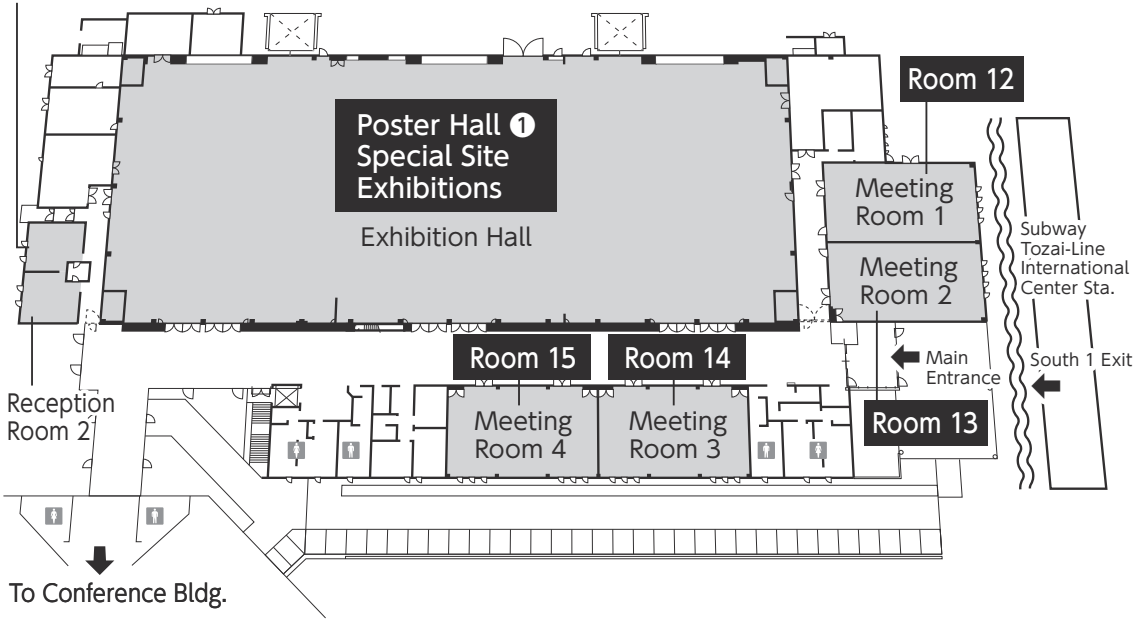 Room 12
Poster Hall ❶
Special Site
Exhibitions
Exhibition Hall
Meeting
Room 1
Meeting
Room 2
Subway
Tozai-Line
International
Center Sta.
Room 15
Room 14
Main
Entrance
South 1 Exit
Reception
Room 2
Meeting
Room 4
Meeting
Room 3
Room 13
To Conference Bldg.